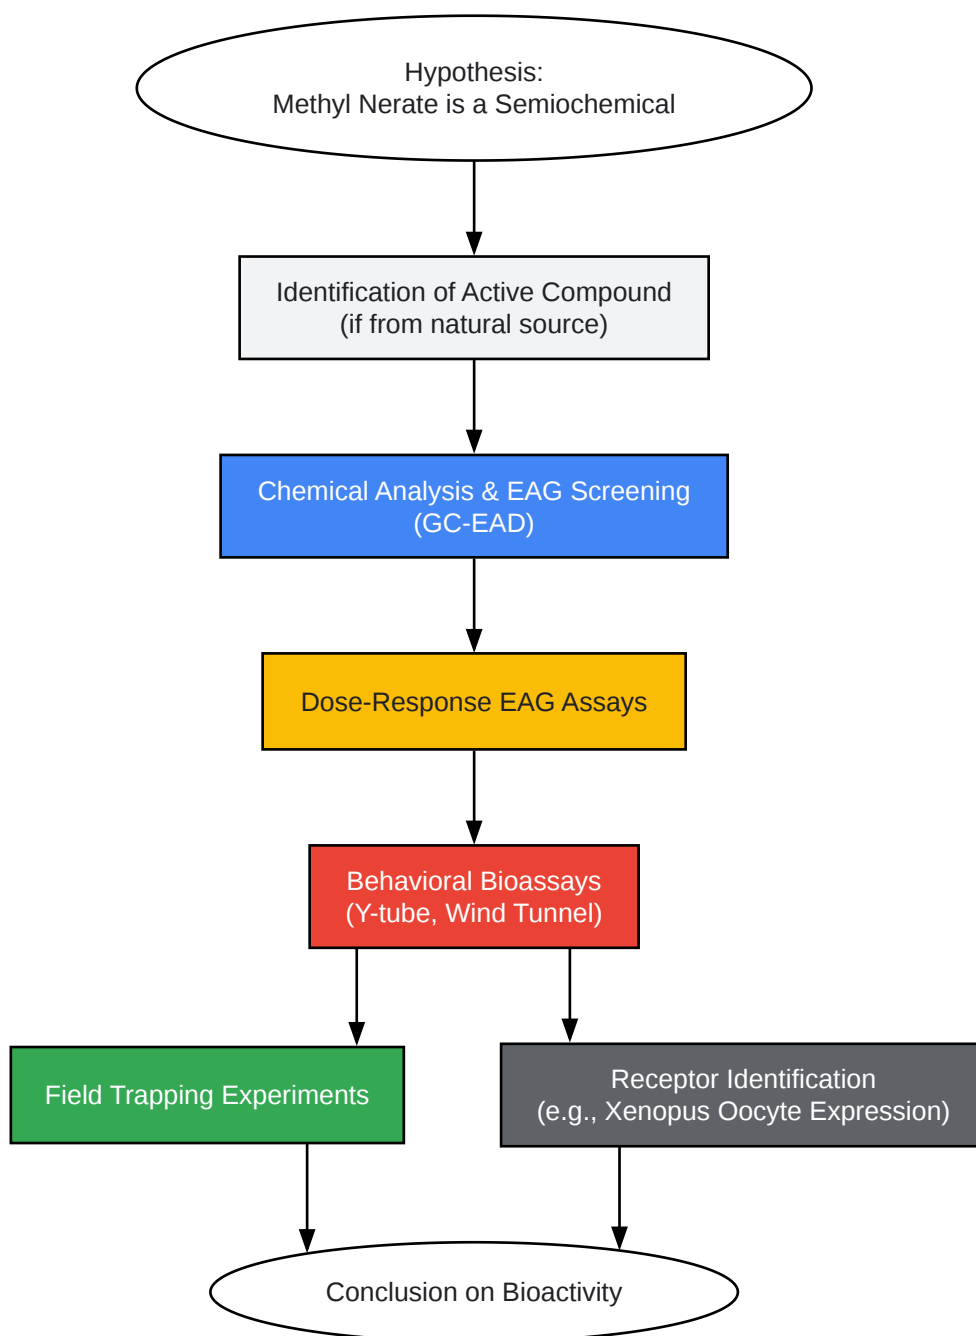 Hypothesis:
Methyl Nerate is a Semiochemical
Identification of Active Compound
(if from natural source)
Chemical Analysis & EAG Screening
(GC-EAD)
Dose-Response EAG Assays
Behavioral Bioassays
(Y-tube, Wind Tunnel)
Field Trapping Experiments
Receptor Identification
(e.g., Xenopus Oocyte Expression)
Conclusion on Bioactivity